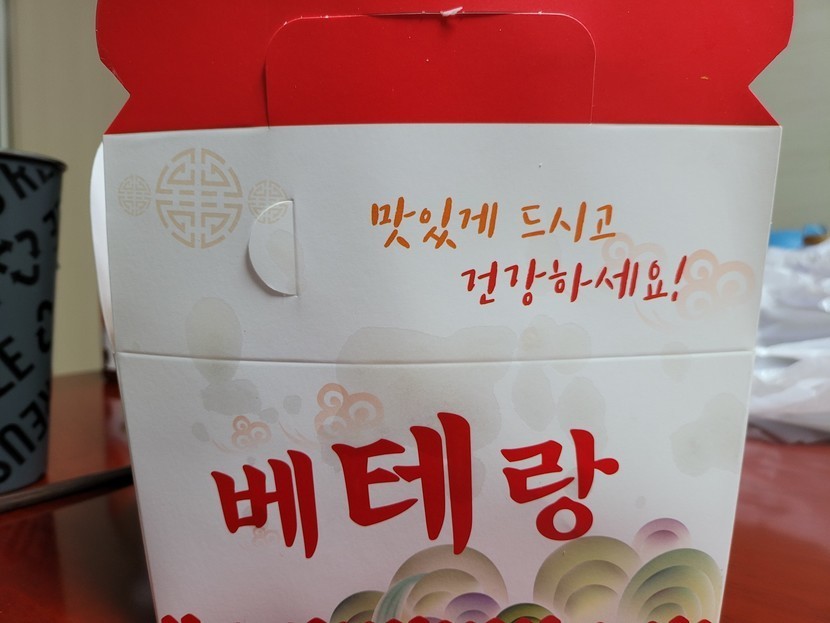 맛있게 드시고
건강하세요!
베테랑